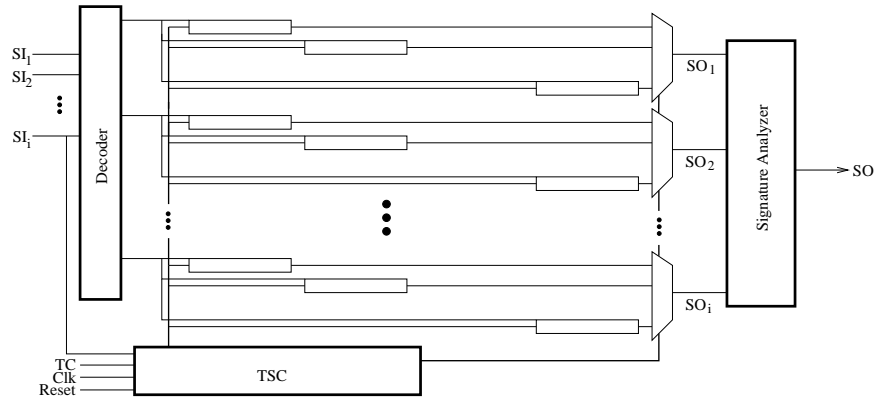 SI1
SI2
SIi
Decoder
SO1
SO2
SOi
Signature Analyzer
SO
TSC
TC
Clk
Reset